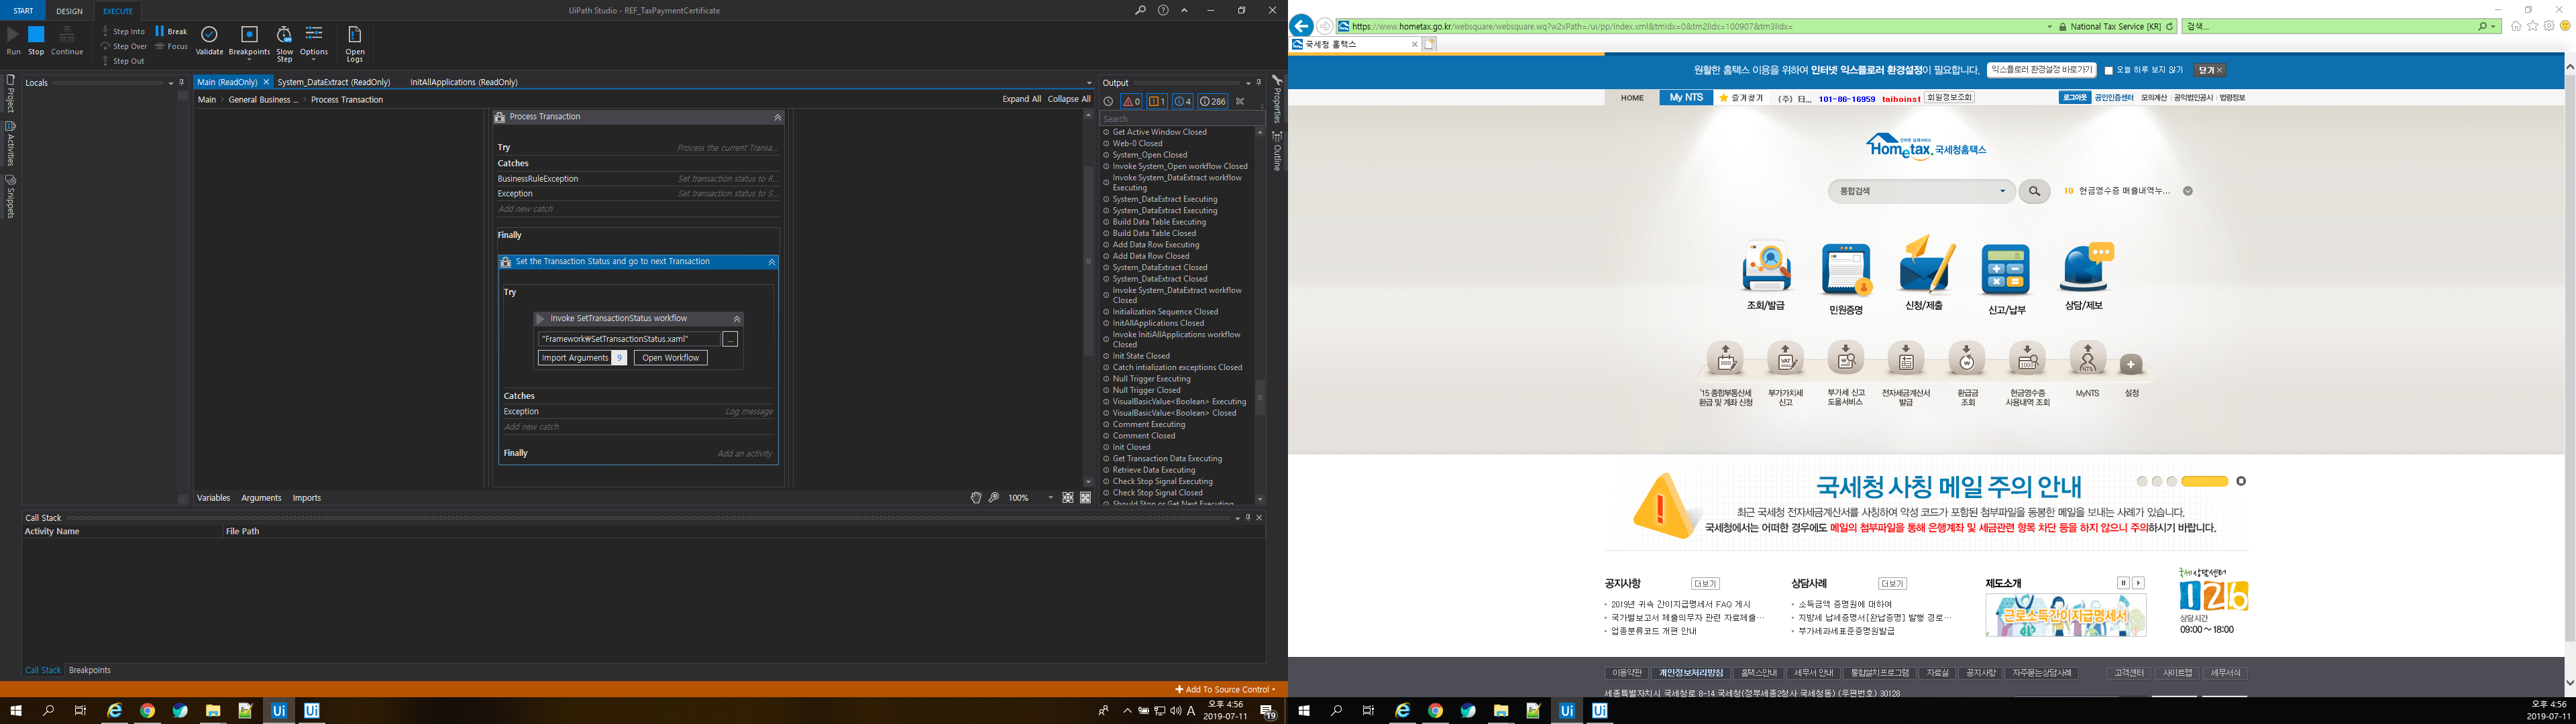 START
DESIGN
EXECUTE
UiPath Studio - REF_TaxPaymentCertificate
Run
Stop
Continue
Step Into
Step Over
Step Out
Break
Focus
Validate
Breakpoints
Slow Step
Options
Open Logs
Project
Activities
Snippets
Locals
Main (ReadOnly)
System_DataExtract (ReadOnly)
InitAllApplications (ReadOnly)
Main > General Business ... > Process Transaction
Expand All Collapse All
Process Transaction
Try
Process the current Transa...
Catches
BusinessRuleException
Set transaction status to R...
Exception
Set transaction status to S...
Add new catch
Finally
Set the Transaction Status and go to next Transaction
Try
Invoke SetTransactionStatus workflow
"Framework₩SetTransactionStatus.xaml"
...
Import Arguments 9
Open Workflow
Catches
Exception
Log message
Add new catch
Finally
Add an activity
Variables Arguments Imports
100%
Output
0
1
4
286
Search
Get Active Window Closed
Web-0 Closed
System_Open Closed
Invoke System_Open workflow Closed
Invoke System_DataExtract workflow
Executing
System_DataExtract Executing
System_DataExtract Executing
Build Data Table Executing
Build Data Table Closed
Add Data Row Executing
Add Data Row Closed
System_DataExtract Closed
System_DataExtract Closed
Invoke System_DataExtract workflow
Closed
Initialization Sequence Closed
InitAllApplications Closed
Invoke InitiAllApplications workflow
Closed
Init State Closed
Catch intialization exceptions Closed
Null Trigger Executing
Null Trigger Closed
VisualBasicValue<Boolean> Executing
VisualBasicValue<Boolean> Closed
Comment Executing
Comment Closed
Init Closed
Get Transaction Data Executing
Retrieve Data Executing
Check Stop Signal Executing
Check Stop Signal Closed
Should Stop or Get Next Executing
Properties
Outline
Call Stack
Activity Name
File Path
Call Stack
Breakpoints
Add To Source Control
오후 4:56
2019-07-11
19
https://www.hometax.go.kr/websquare/websquare.wq?w2xPath=/ui/pp/index.xml&tmIdx=0&tm2lIdx=100907&tm3lIdx=
National Tax Service [KR]
검색...
국세청 홈택스
원활한 홈택스 이용을 위하여 인터넷 익스플로러 환경설정이 필요합니다.
익스플로러 환경설정 바로가기
오늘 하루 보지 않기
닫기 ×
HOME
My NTS
즐겨찾기
(주) 타...
101-86-16959
taihoinst
회원정보조회
로그아웃
공인인증센터
모의계산
공익법인공시
법령정보
Hometax. 국세청홈택스
통합검색
10 현금영수증 매출내역누...
조회/발급
민원증명
신청/제출
신고/납부
상담/제보
'15 종합부동산세
환급 및 계좌 신청
부가가치세
신고
부가세 신고
도움서비스
전자세금계산서
발급
환급금
조회
현금영수증
사용내역 조회
MyNTS
설정
국세청 사칭 메일 주의 안내
최근 국세청 전자세금계산서를 사칭하여 악성 코드가 포함된 첨부파일을 동봉한 메일을 보내는 사례가 있습니다.
국세청에서는 어떠한 경우에도 메일의 첨부파일을 통해 은행계좌 및 세금관련 항목 차단 등을 하지 않으니 주의하시기 바랍니다.
공지사항
더보기
2019년 귀속 간이지급명세서 FAQ 게시
국가별보고서 제출의무자 관련 자료제출...
업종분류코드 개편 안내
상담사례
더보기
소득금액 증명원에 대하여
지방세 납세증명서[완납증명] 발행 경로...
부가세과세표준증명원발급
제도소개
근로소득간이지급명세서
국세상담센터
126
상담시간
09:00 ~ 18:00
이용약관
개인정보처리방침
홈택스안내
세무서 안내
통합설치프로그램
자료실
공지사항
자주묻는상담사례
고객센터
사이트맵
세무서식
세종특별자치시 국세청로 8-14 국세청(정부세종2청사 국세청동) (우편번호) 30128
오후 4:56
2019-07-11